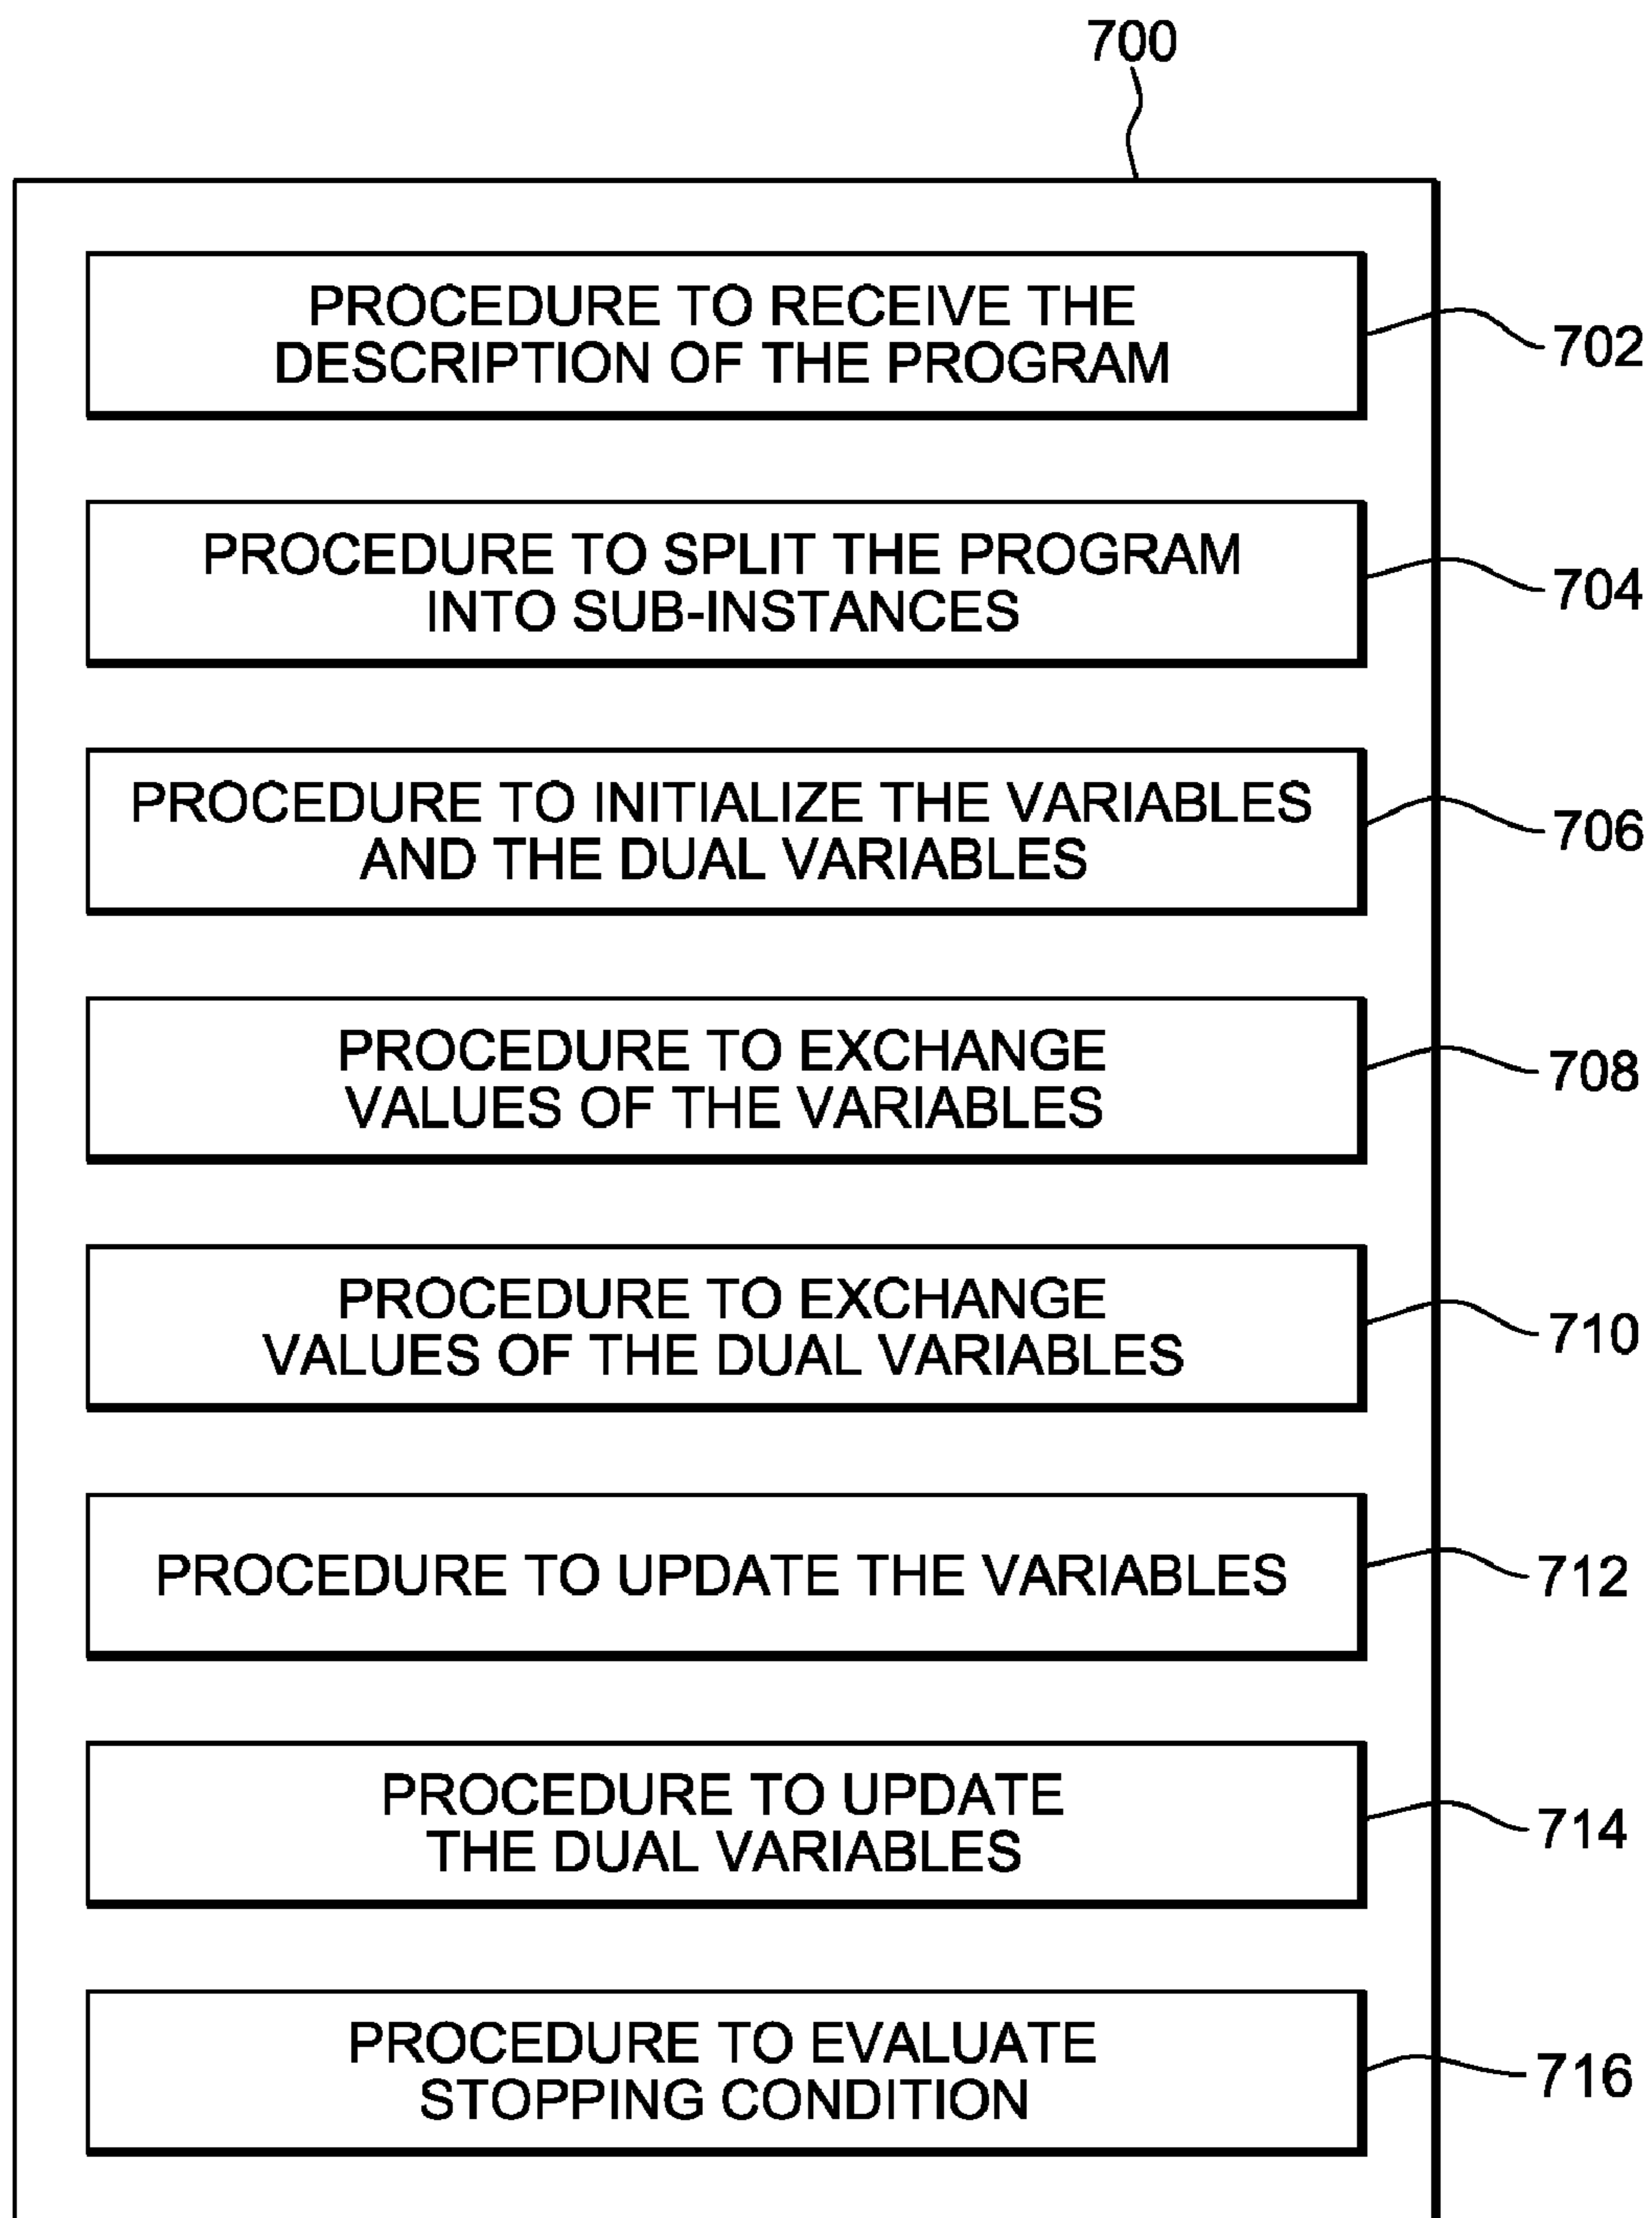 700
PROCEDURE TO RECEIVE THE
DESCRIPTION OF THE PROGRAM
702
PROCEDURE TO SPLIT THE PROGRAM
INTO SUB-INSTANCES
704
PROCEDURE TO INITIALIZE THE VARIABLES
AND THE DUAL VARIABLES
706
PROCEDURE TO EXCHANGE
VALUES OF THE VARIABLES
708
PROCEDURE TO EXCHANGE
VALUES OF THE DUAL VARIABLES
710
PROCEDURE TO UPDATE THE VARIABLES
712
PROCEDURE TO UPDATE
THE DUAL VARIABLES
714
PROCEDURE TO EVALUATE
STOPPING CONDITION
716